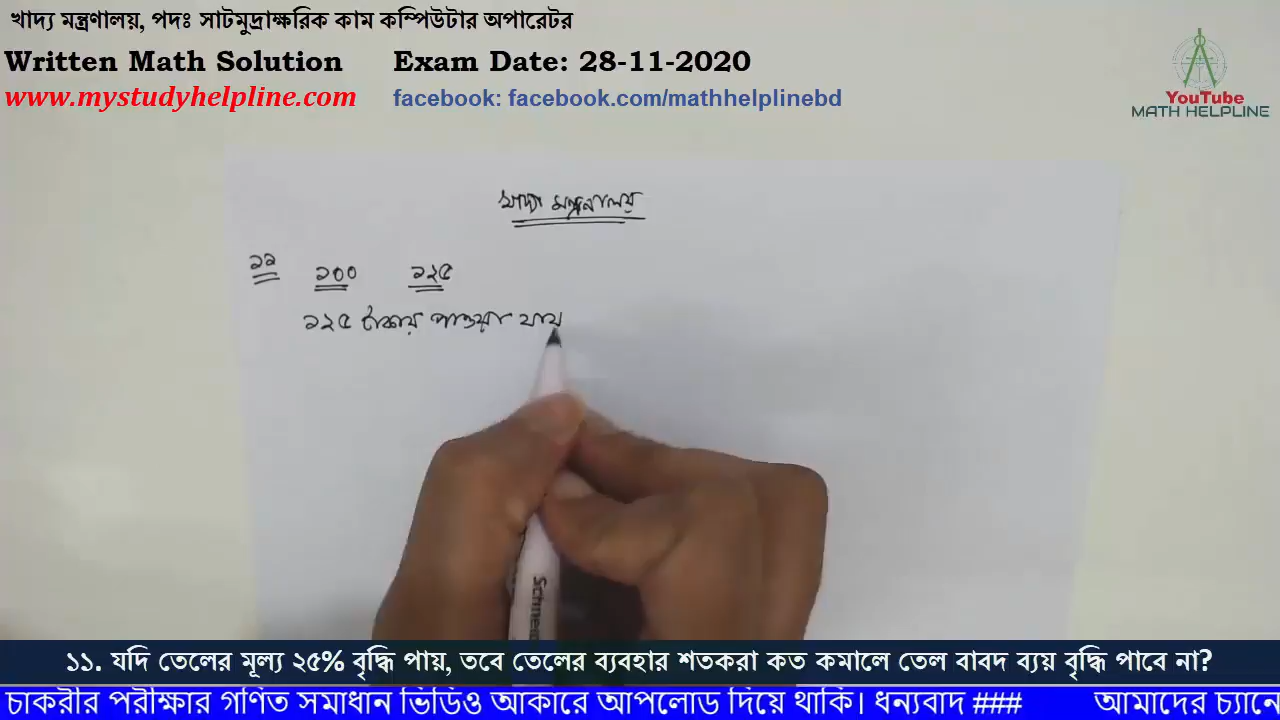 খাদ্য মন্ত্রণালয়, পদঃ সাটমুদ্রাক্ষরিক কাম কম্পিউটার অপারেটর
Written Math Solution Exam Date: 28-11-2020
www.mystudyhelpline.com facebook: facebook.com/mathhelplinebd
YouTube
MATH HELPLINE
খাদ্য মন্ত্রনালয়
১১ ১০০ ১২৫
১২৫ টাকায় পাওয়া যায়
Schneid
১১. যদি তেলের মূল্য ২৫% বৃদ্ধি পায়, তবে তেলের ব্যবহার শতকরা কত কমালে তেল বাবদ ব্যয় বৃদ্ধি পাবে না?
চাকরীর পরীক্ষার গণিত সমাধান ভিডিও আকারে আপলোড দিয়ে থাকি। ধন্যবাদ ### আমাদের চ্যানে